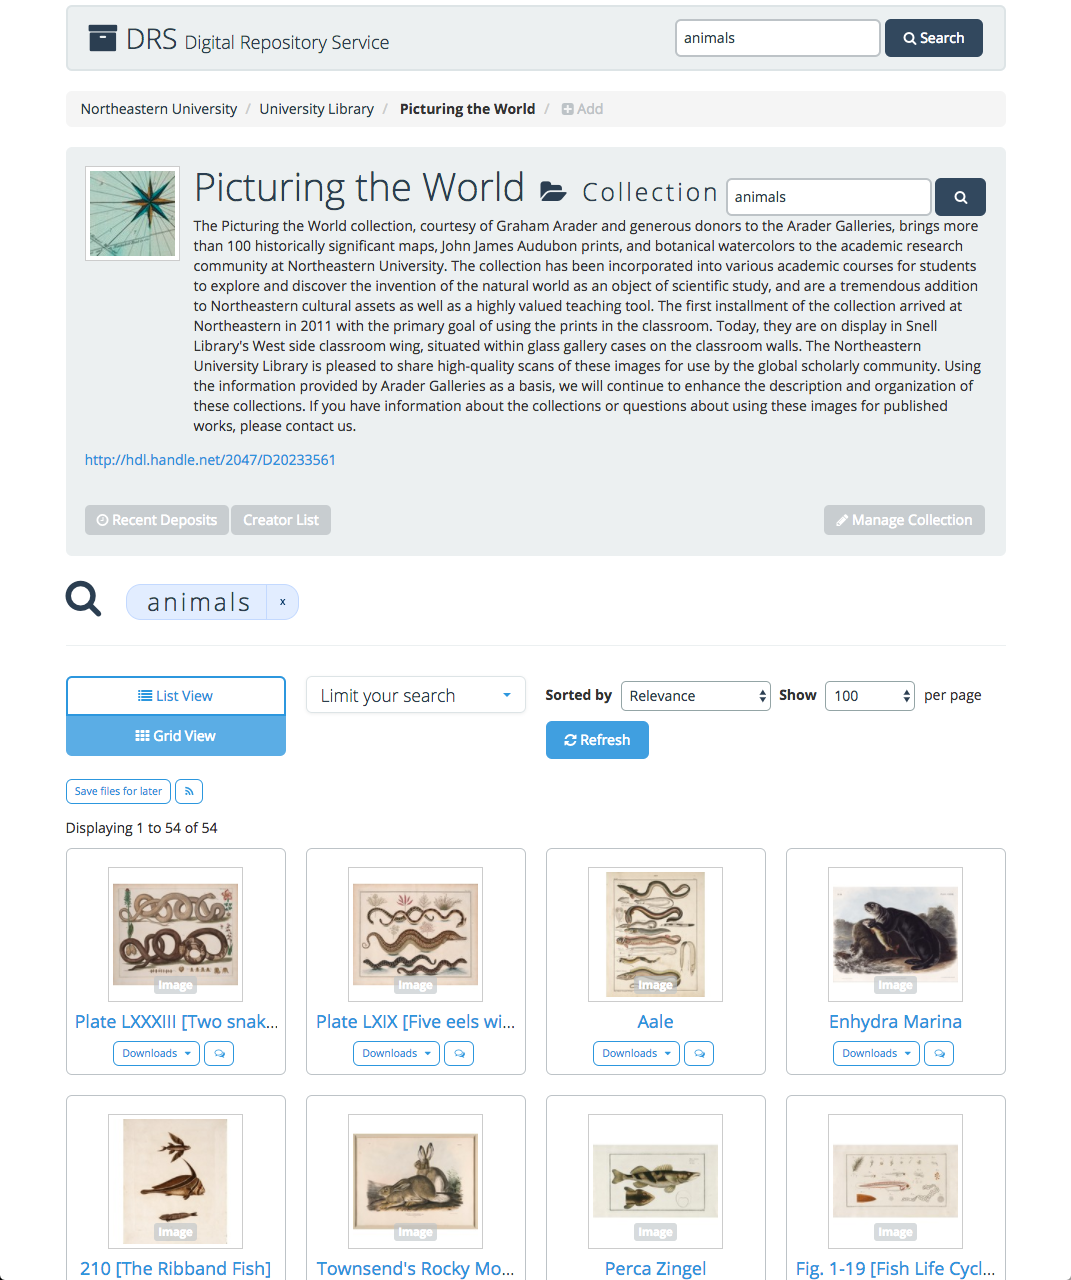 DRS Digital Repository Service
animals
Search
Northeastern University / University Library / Picturing the World / Add
Picturing the World Collection
animals
The Picturing the World collection, courtesy of Graham Arader and generous donors to the Arader Galleries, brings more
than 100 historically significant maps, John James Audubon prints, and botanical watercolors to the academic research
community at Northeastern University. The collection has been incorporated into various academic courses for students
to explore and discover the invention of the natural world as an object of scientific study, and are a tremendous addition
to Northeastern cultural assets as well as a highly valued teaching tool. The first installment of the collection arrived at
Northeastern in 2011 with the primary goal of using the prints in the classroom. Today, they are on display in Snell
Library's West side classroom wing, situated within glass gallery cases on the classroom walls. The Northeastern
University Library is pleased to share high-quality scans of these images for use by the global scholarly community. Using
the information provided by Arader Galleries as a basis, we will continue to enhance the description and organization of
these collections. If you have information about the collections or questions about using these images for published
works, please contact us.
http://hdl.handle.net/2047/D20233561
Recent Deposits
Creator List
Manage Collection
animals x
List View
Grid View
Limit your search
Sorted by Relevance Show 100 per page
Refresh
Save files for later
Displaying 1 to 54 of 54
Image
Plate LXXXIII [Two snak...
Downloads
Image
Plate LXIX [Five eels wi...
Downloads
Image
Aale
Downloads
Image
Enhydra Marina
Downloads
Image
210 [The Ribband Fish]
Image
Townsend's Rocky Mo...
Image
Perca Zingel
Image
Fig. 1-19 [Fish Life Cycl...